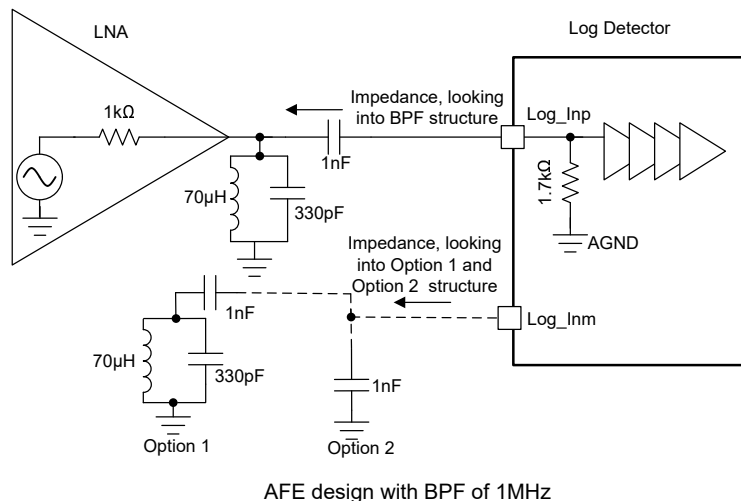 LNA
Log Detector
1kΩ
Impedance, looking
into BPF structure
Log_Inp
1nF
70µH
330pF
1.7kΩ
AGND
Impedance, looking
into Option 1 and
Option 2 structure
1nF
Log_Inm
70µH
330pF
1nF
Option 1
Option 2
AFE design with BPF of 1MHz